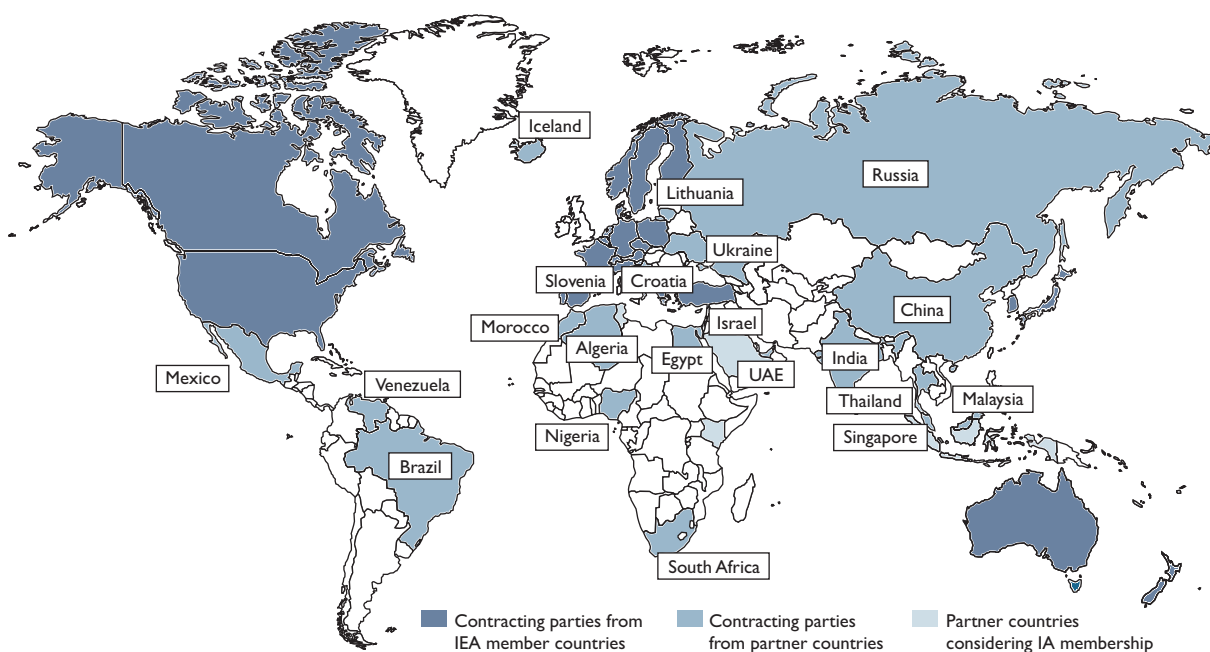 Iceland
Russia
Lithuania
Ukraine
Slovenia
Croatia
China
Morocco
Israel
Algeria
Egypt
India
UAE
Mexico
Venezuela
Thailand
Malaysia
Nigeria
Singapore
Brazil
South Africa
Contracting parties from
IEA member countries
Contracting parties
from partner countries
Partner countries
considering IA membership